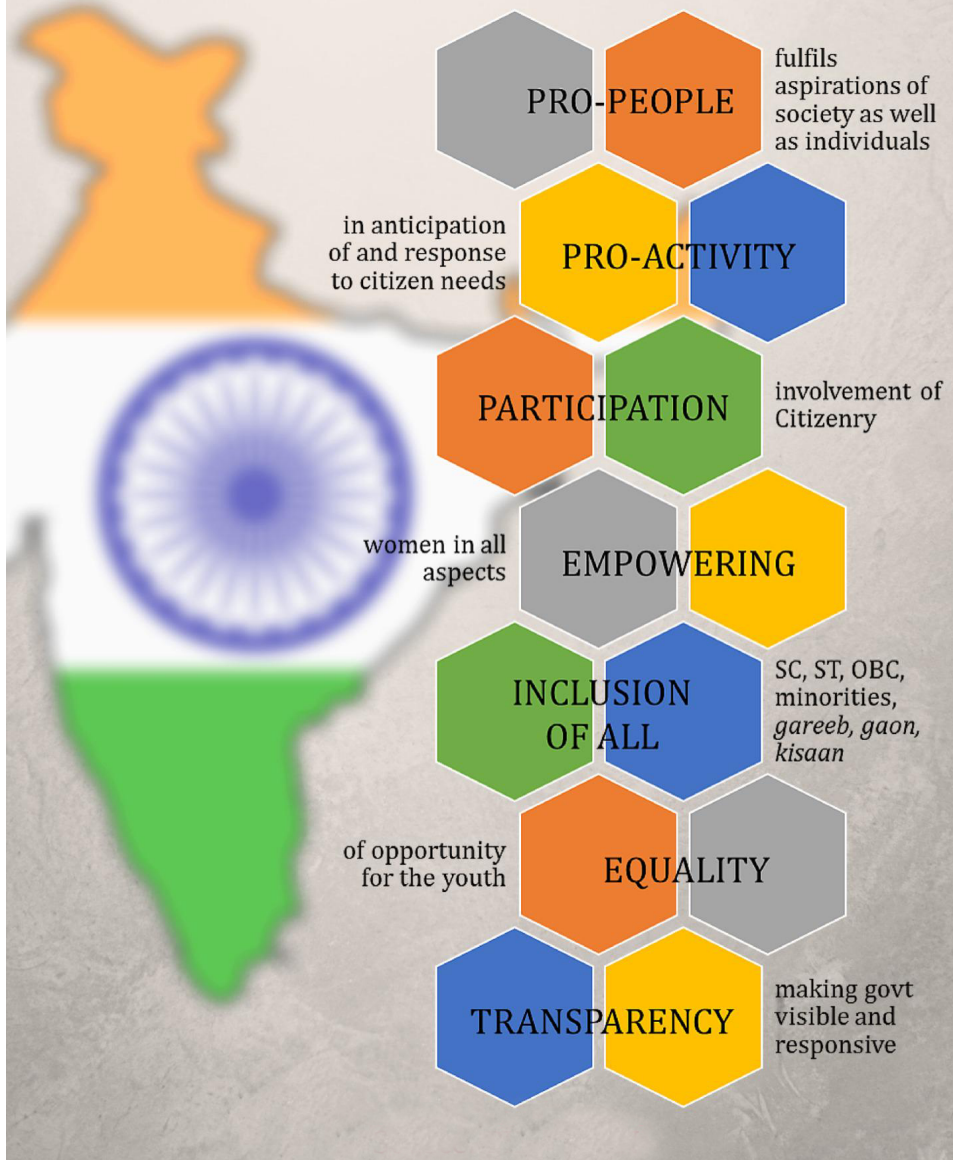 PRO-PEOPLE
fulfils
aspirations of
society as well
as individuals
in anticipation
of and response
to citizen needs
PRO-ACTIVITY
PARTICIPATION
involvement of
Citizenry
women in all
aspects
EMPOWERING
INCLUSION
OF ALL
SC, ST, OBC,
minorities,
gareeb, gaon,
kisaan
of opportunity
for the youth
EQUALITY
TRANSPARENCY
making govt
visible and
responsive